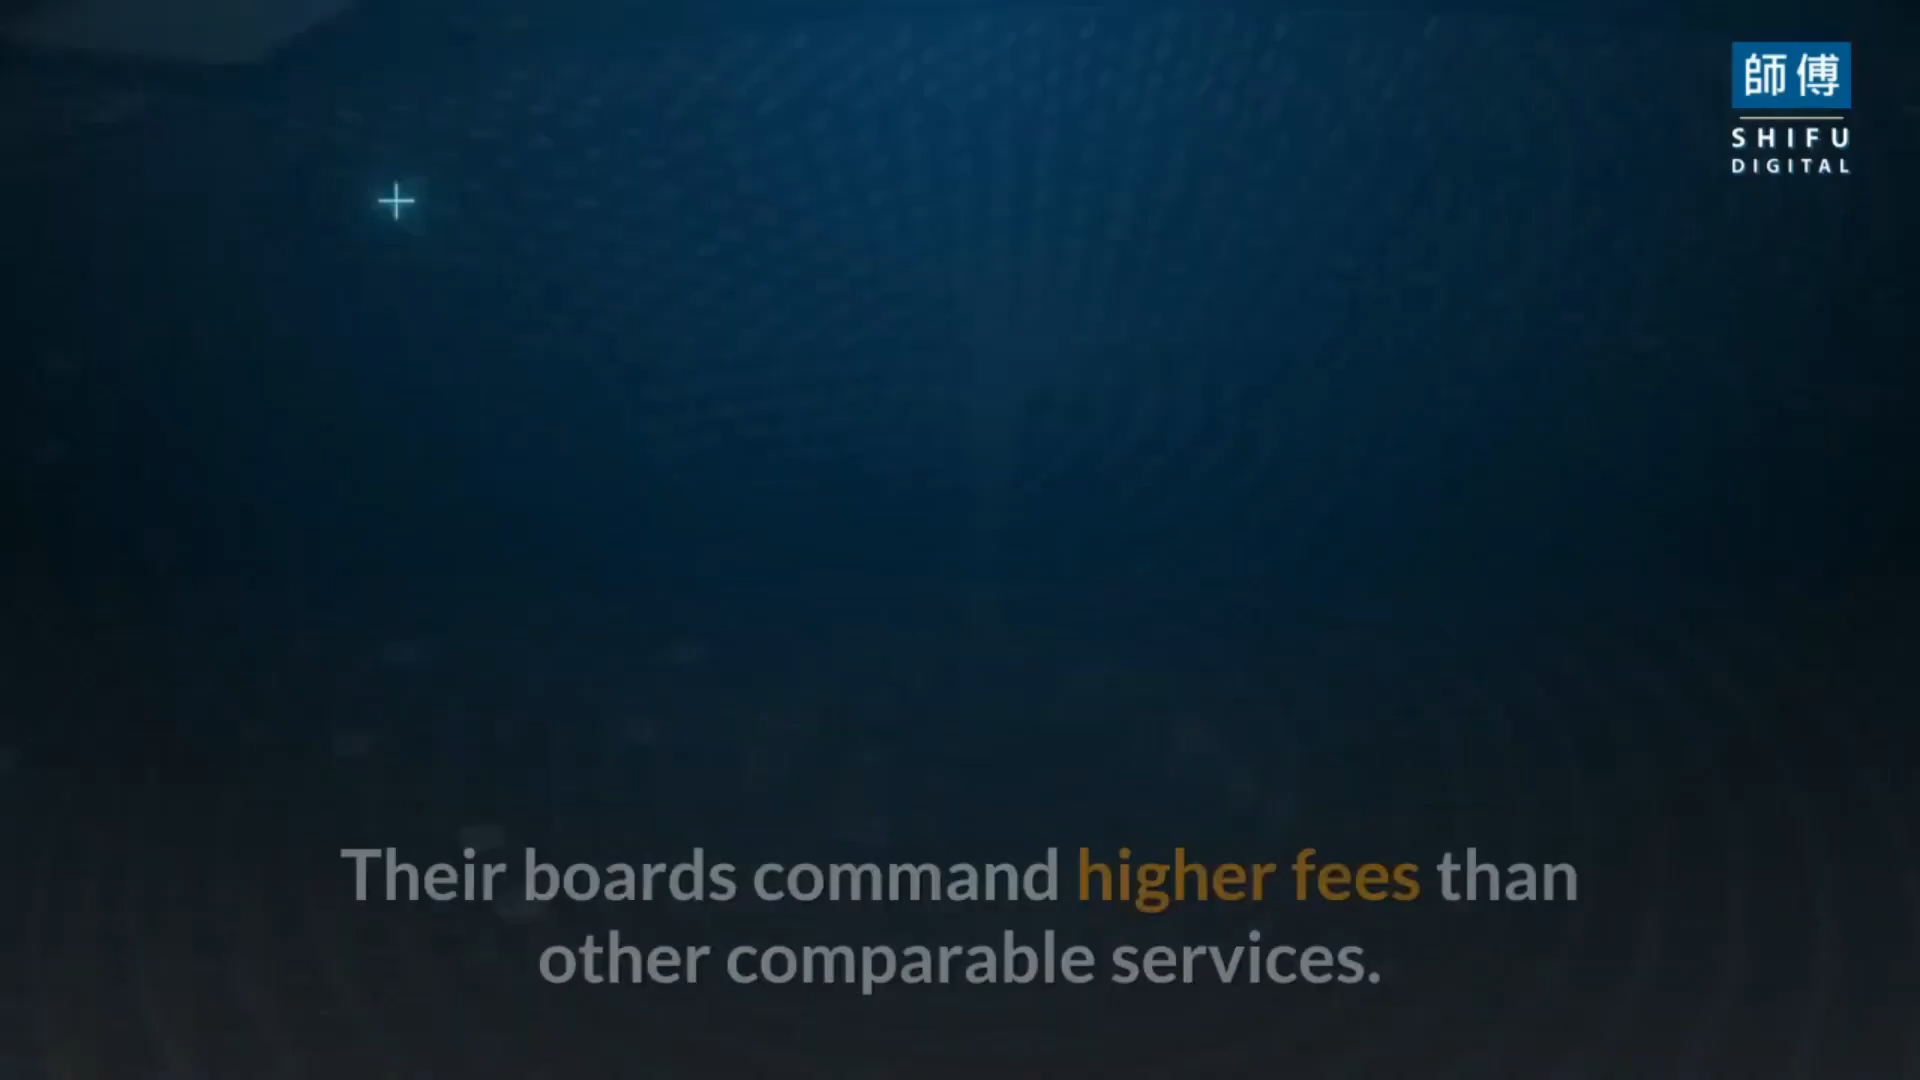 師傅
SHIFU
DIGITAL
Their boards command higher fees than
other comparable services.